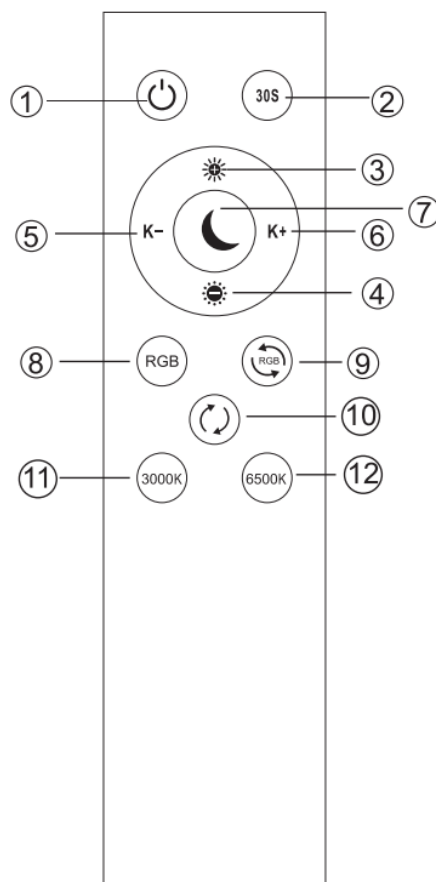 ① 30S ②
③
⑤ K− K+ ⑦
⑥
④
⑧ RGB RGB ⑨
⑩
⑪ 3000K 6500K ⑫